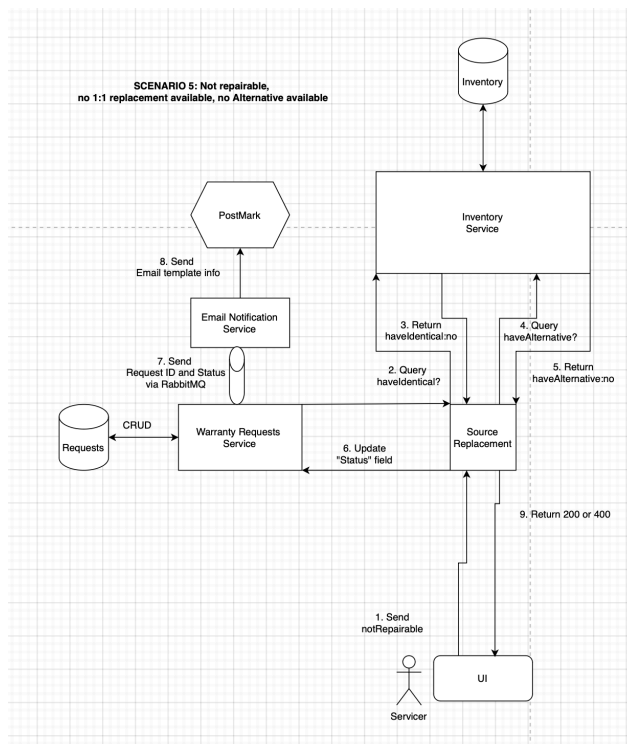 SCENARIO 5: Not repairable,
no 1:1 replacement available, no Alternative available
Inventory
Inventory
Service
PostMark
8. Send
Email template info
Email Notification
Service
7. Send
Request ID and Status
via RabbitMQ
3. Return
haveIdentical:no
4. Query
haveAlternative?
2. Query
haveIdentical?
5. Return
haveAlternative:no
Requests
CRUD
Warranty Requests
Service
6. Update
"Status" field
Source
Replacement
9. Return 200 or 400
1. Send
notRepairable
UI
Servicer